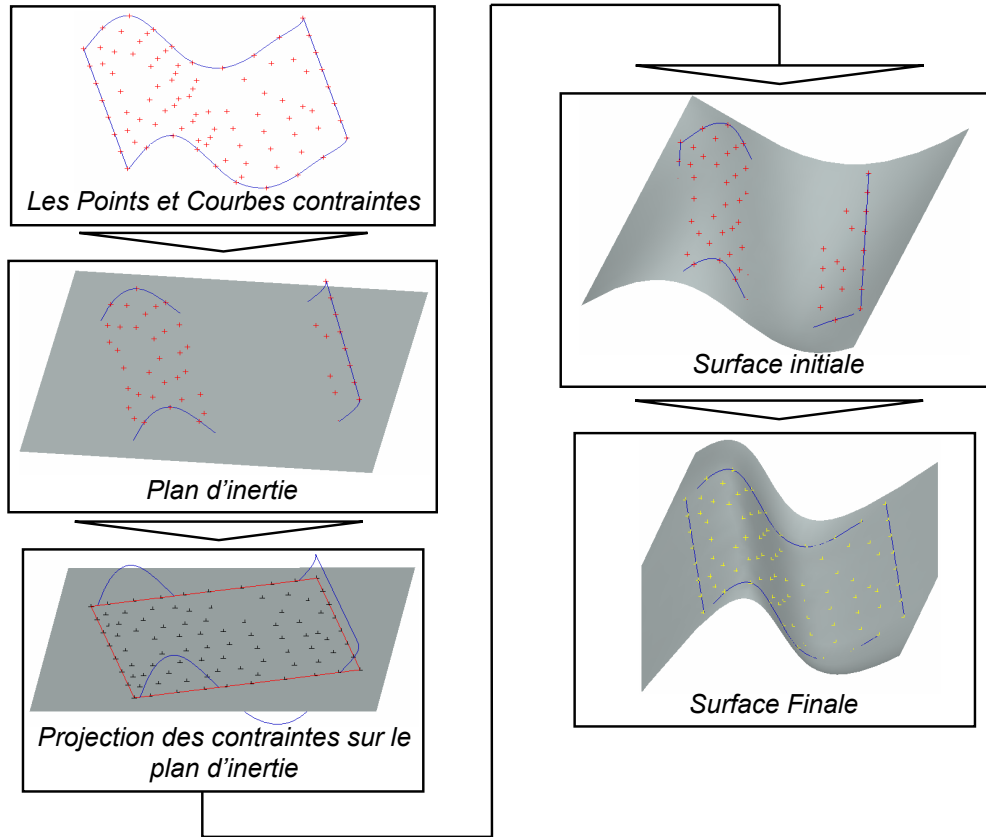 Les Points et Courbes contraintes
Plan d'inertie
Projection des contraintes sur le
plan d'inertie
Surface initiale
Surface Finale